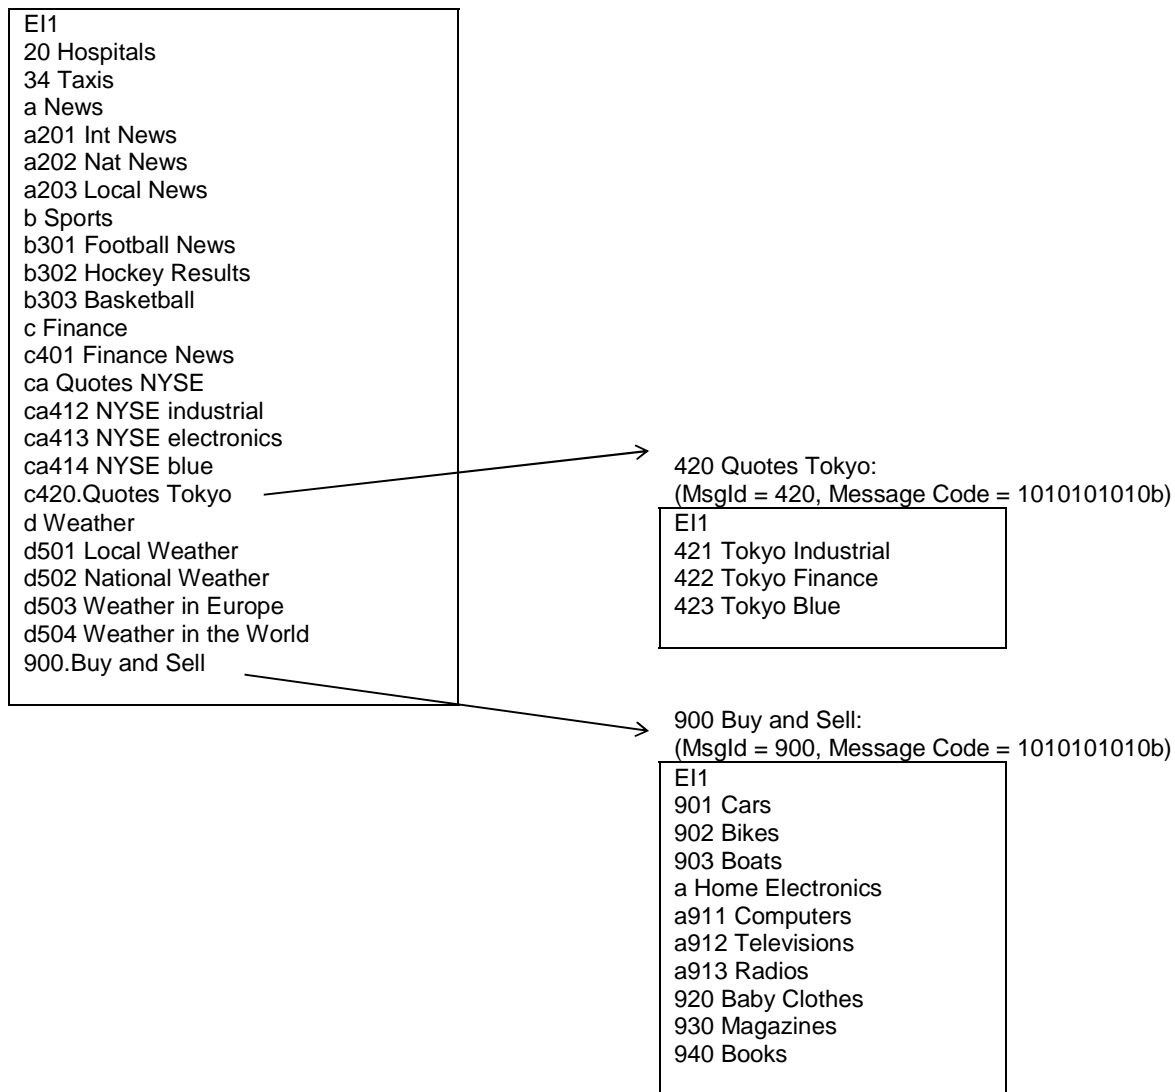 EI1
20 Hospitals
34 Taxis
a News
a201 Int News
a202 Nat News
a203 Local News
b Sports
b301 Football News
b302 Hockey Results
b303 Basketball
c Finance
c401 Finance News
ca Quotes NYSE
ca412 NYSE industrial
ca413 NYSE electronics
ca414 NYSE blue
c420.Quotes Tokyo
d Weather
d501 Local Weather
d502 National Weather
d503 Weather in Europe
d504 Weather in the World
900.Buy and Sell
420 Quotes Tokyo:
(MsgId = 420, Message Code = 1010101010b)
EI1
421 Tokyo Industrial
422 Tokyo Finance
423 Tokyo Blue
900 Buy and Sell:
(MsgId = 900, Message Code = 1010101010b)
EI1
901 Cars
902 Bikes
903 Boats
a Home Electronics
a911 Computers
a912 Televisions
a913 Radios
920 Baby Clothes
930 Magazines
940 Books